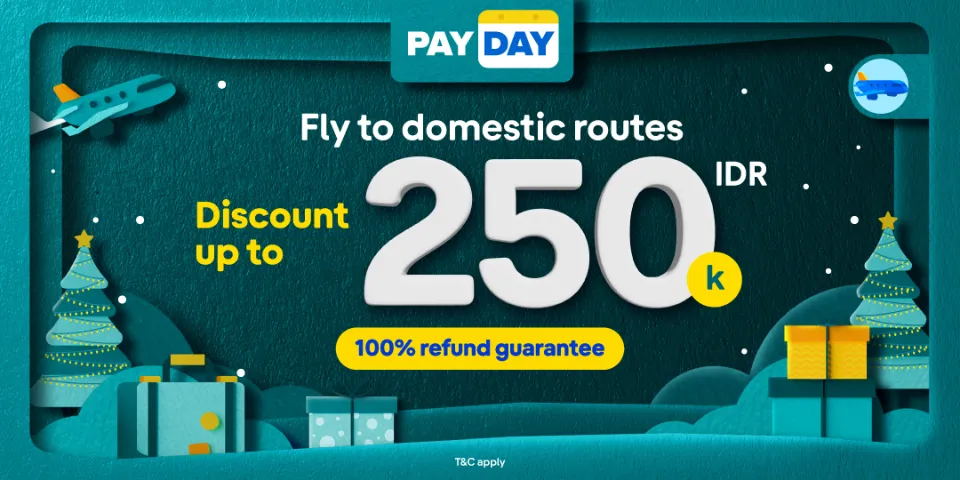 PAY DAY
Fly to domestic routes
Discount
up to
250
IDR
k
100% refund guarantee
T&C apply